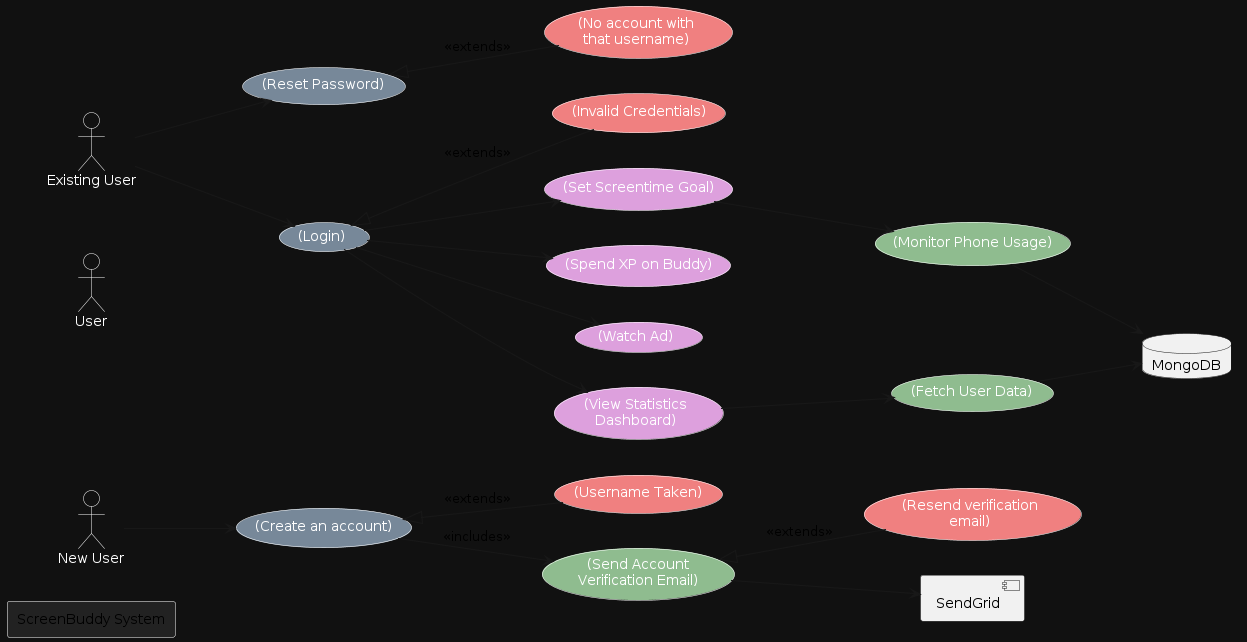 (No account with
that username)
«extends»
(Reset Password)
(Invalid Credentials)
«extends»
Existing User
(Set Screentime Goal)
(Login)
(Monitor Phone Usage)
(Spend XP on Buddy)
User
(Watch Ad)
MongoDB
(View Statistics
Dashboard)
(Fetch User Data)
«extends»
(Username Taken)
(Resend verification
email)
(Create an account)
«includes»
«extends»
New User
(Send Account
Verification Email)
SendGrid
ScreenBuddy System